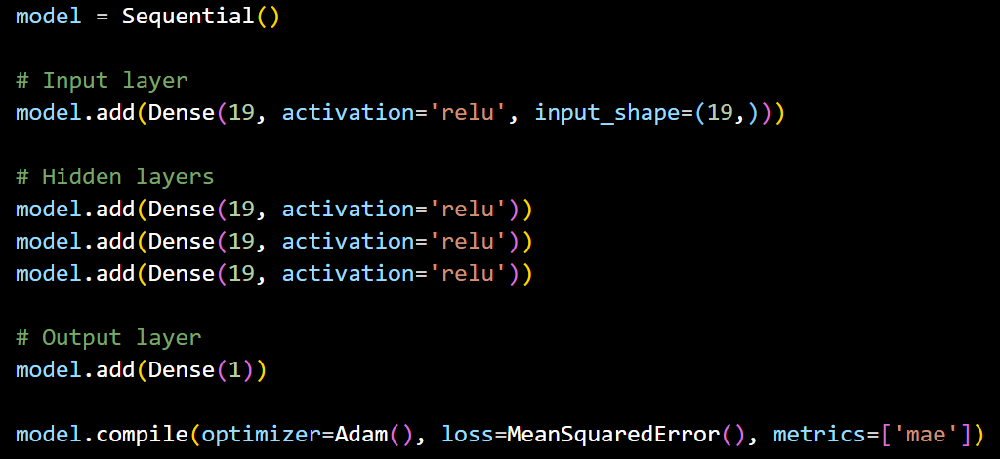 model = Sequential()
# Input layer
model.add(Dense(19, activation='relu', input_shape=(19,)))
# Hidden layers
model.add(Dense(19, activation='relu'))
model.add(Dense(19, activation='relu'))
model.add(Dense(19, activation='relu'))
# Output layer
model.add(Dense(1))
model.compile(optimizer=Adam(), loss=MeanSquaredError(), metrics=['mae'])